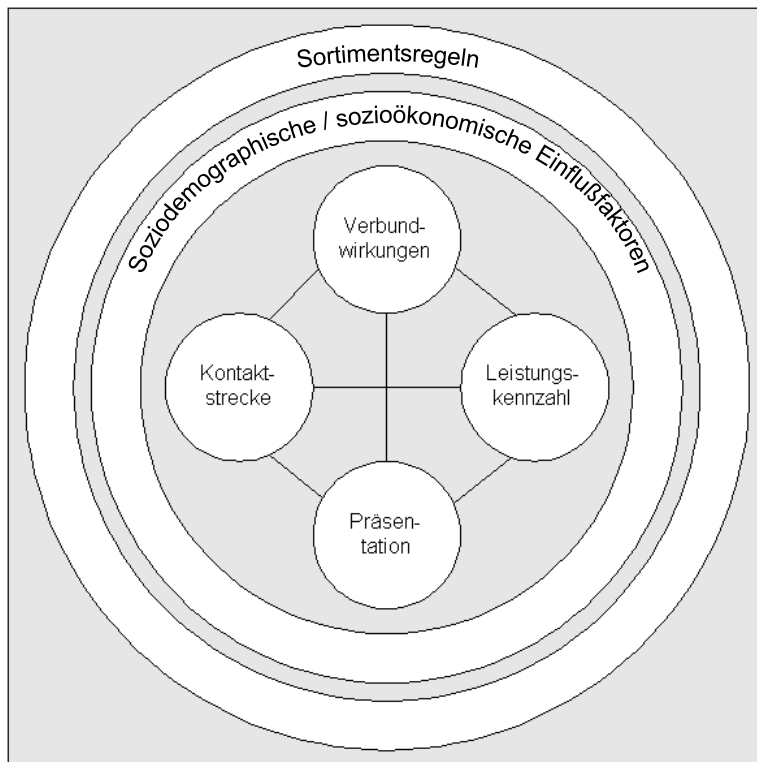 Sortimentsregeln
Soziodemographische / sozioökonomische Einflußfaktoren
Verbund-
wirkungen
Kontakt-
strecke
Leistungs-
kennzahl
Präsen-
tation